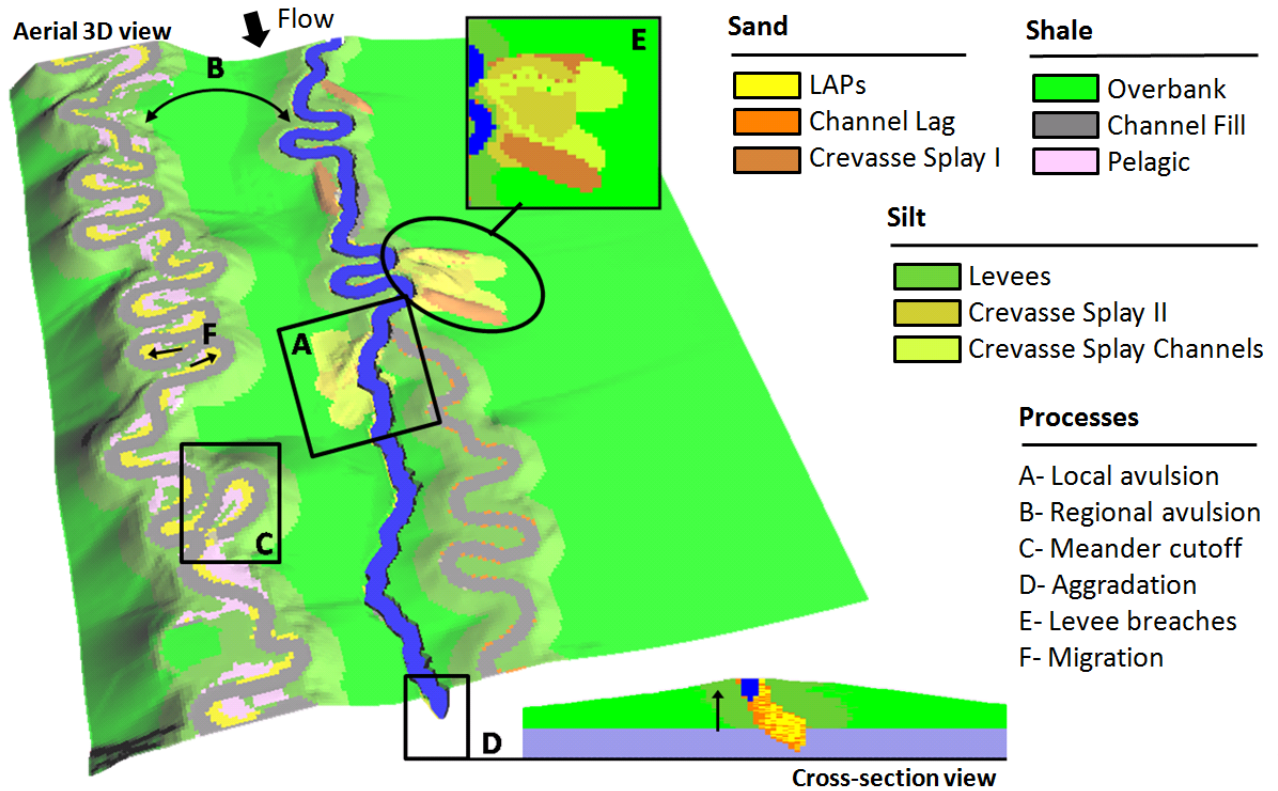 Aerial 3D view
Flow
B
E
F
A
C
D
Cross-section view
Sand
LAPs
Channel Lag
Crevasse Splay I
Shale
Overbank
Channel Fill
Pelagic
Silt
Levees
Crevasse Splay II
Crevasse Splay Channels
Processes
A- Local avulsion
B- Regional avulsion
C- Meander cutoff
D- Aggradation
E- Levee breaches
F- Migration